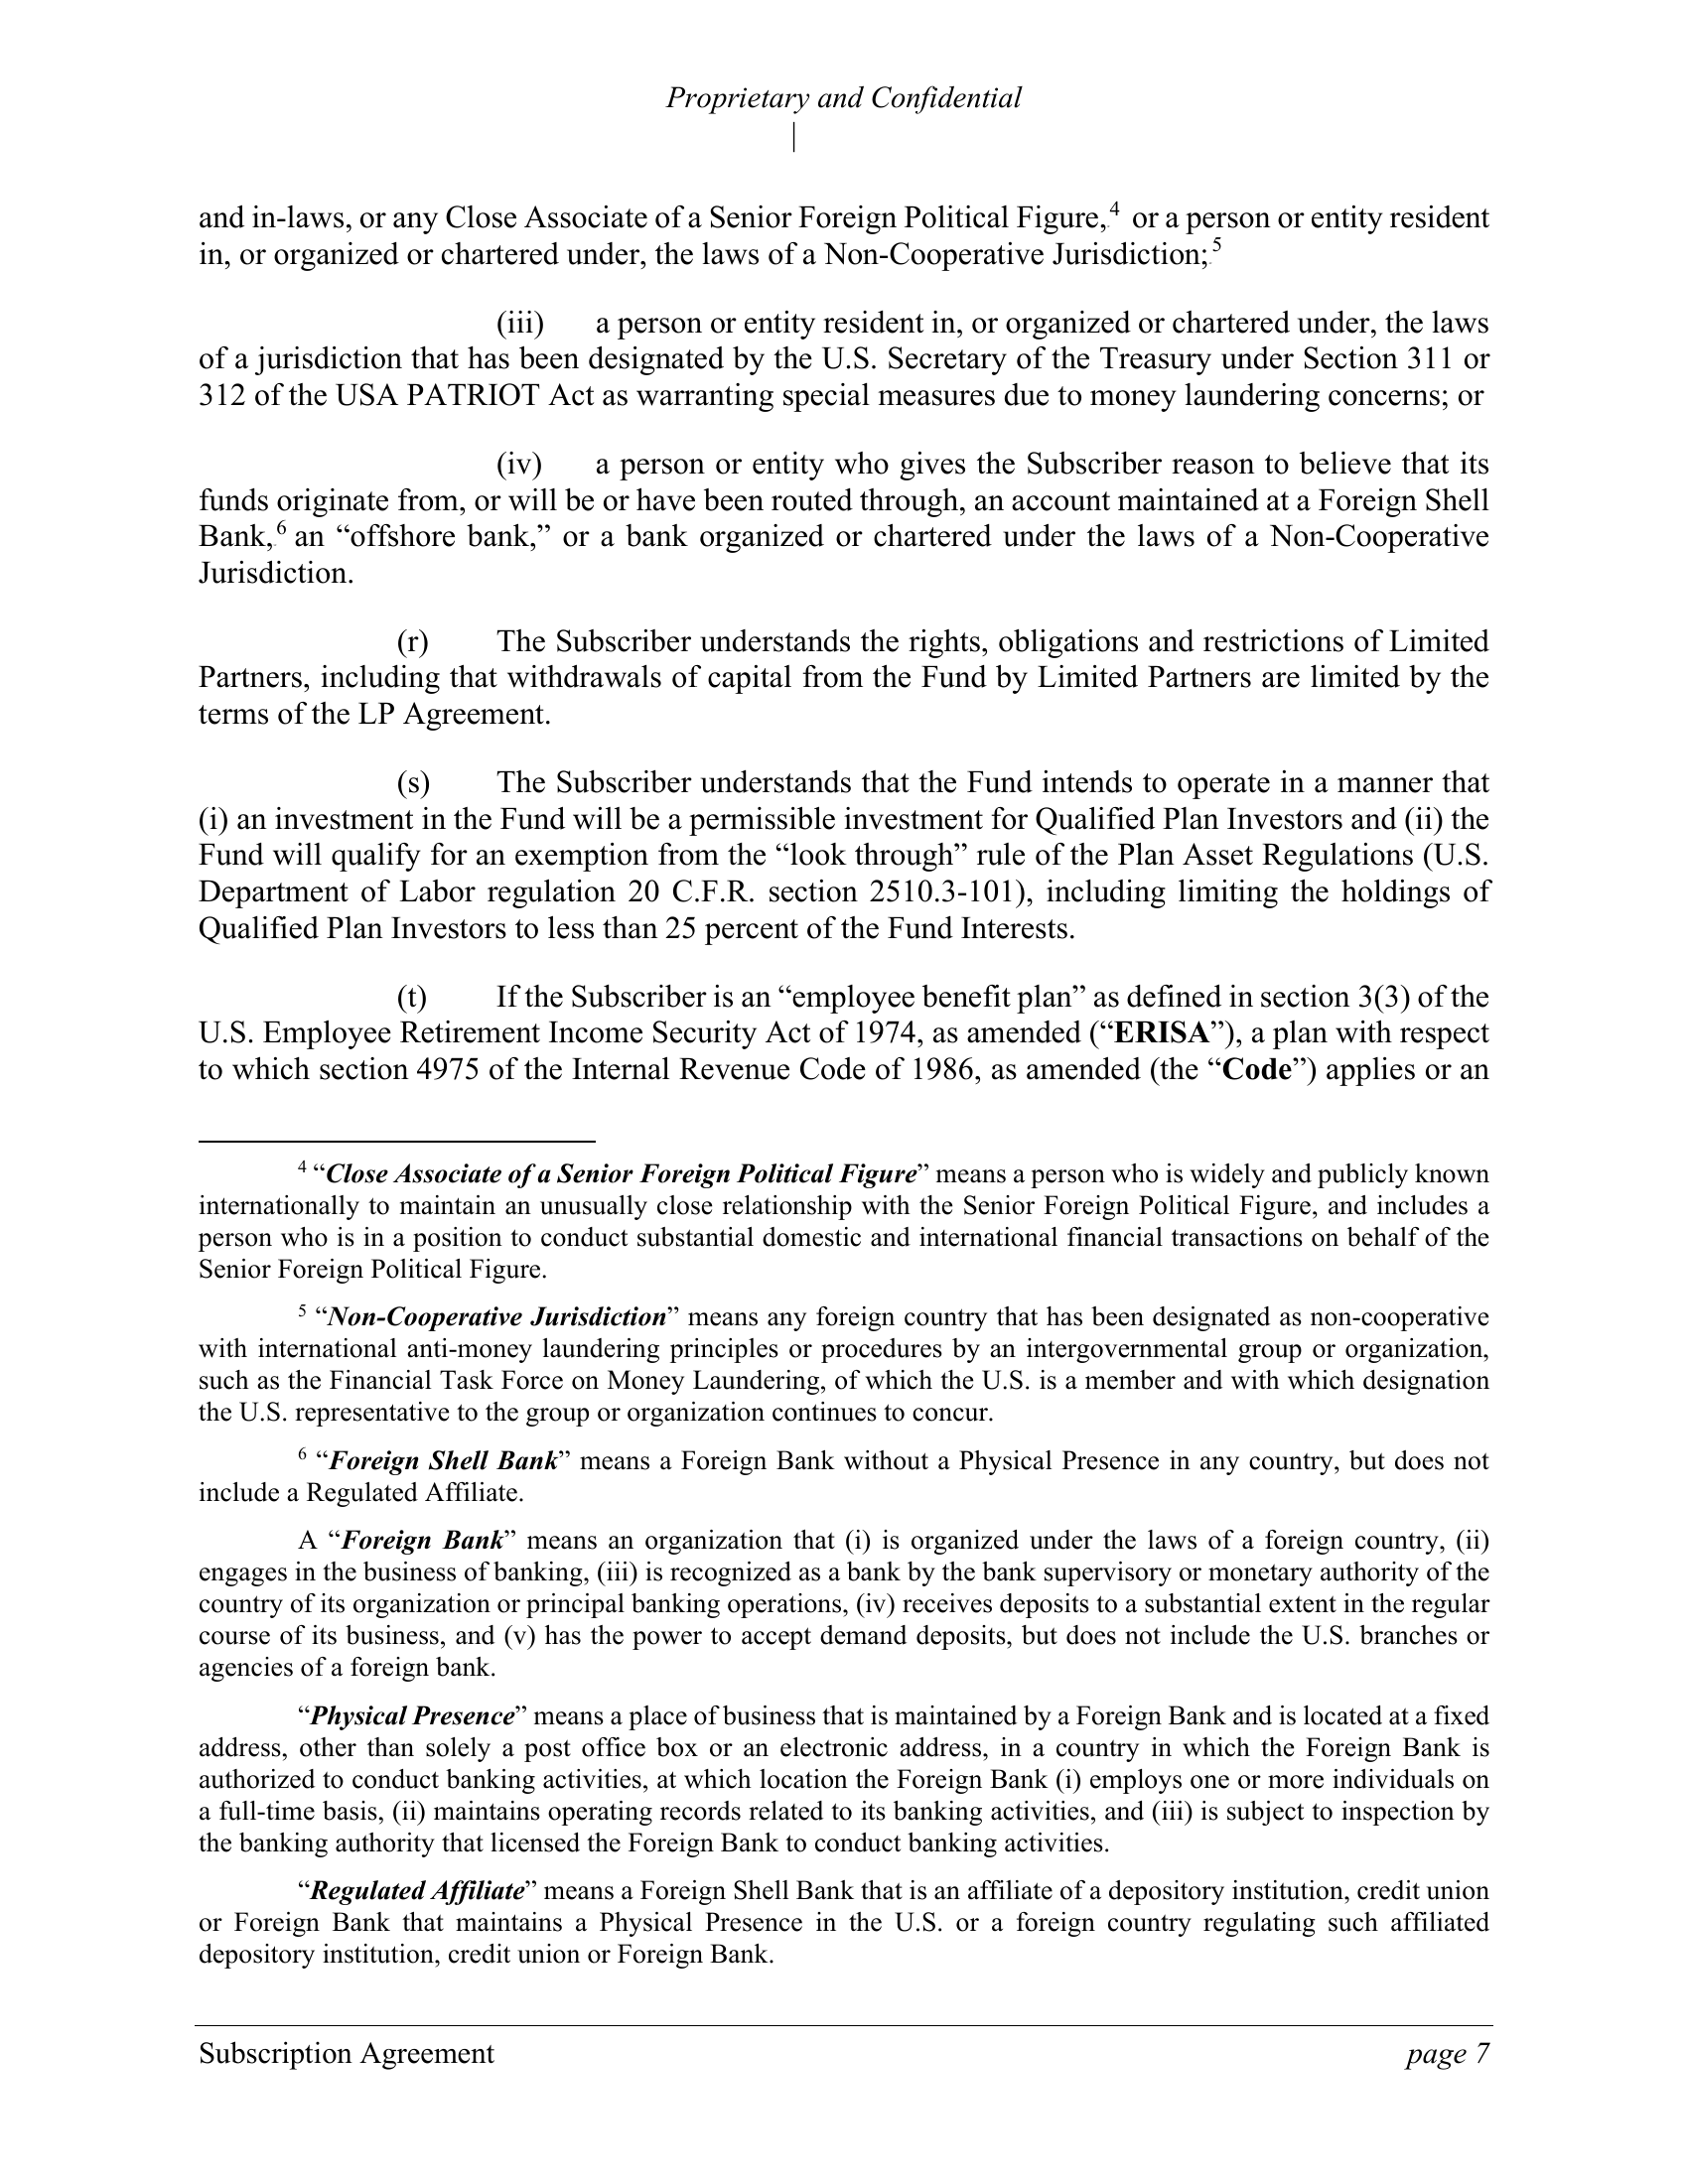 Proprietary and Confidential
|
and in-laws, or any Close Associate of a Senior Foreign Political Figure,4 or a person or entity resident
in, or organized or chartered under, the laws of a Non-Cooperative Jurisdiction;5
(iii) a person or entity resident in, or organized or chartered under, the laws
of a jurisdiction that has been designated by the U.S. Secretary of the Treasury under Section 311 or
312 of the USA PATRIOT Act as warranting special measures due to money laundering concerns; or
(iv) a person or entity who gives the Subscriber reason to believe that its
funds originate from, or will be or have been routed through, an account maintained at a Foreign Shell
Bank,6 an “offshore bank,” or a bank organized or chartered under the laws of a Non-Cooperative
Jurisdiction.
(r) The Subscriber understands the rights, obligations and restrictions of Limited
Partners, including that withdrawals of capital from the Fund by Limited Partners are limited by the
terms of the LP Agreement.
(s) The Subscriber understands that the Fund intends to operate in a manner that
(i) an investment in the Fund will be a permissible investment for Qualified Plan Investors and (ii) the
Fund will qualify for an exemption from the “look through” rule of the Plan Asset Regulations (U.S.
Department of Labor regulation 20 C.F.R. section 2510.3-101), including limiting the holdings of
Qualified Plan Investors to less than 25 percent of the Fund Interests.
(t) If the Subscriber is an “employee benefit plan” as defined in section 3(3) of the
U.S. Employee Retirement Income Security Act of 1974, as amended (“ERISA”), a plan with respect
to which section 4975 of the Internal Revenue Code of 1986, as amended (the “Code”) applies or an
4 “Close Associate of a Senior Foreign Political Figure” means a person who is widely and publicly known
internationally to maintain an unusually close relationship with the Senior Foreign Political Figure, and includes a
person who is in a position to conduct substantial domestic and international financial transactions on behalf of the
Senior Foreign Political Figure.
5 “Non-Cooperative Jurisdiction” means any foreign country that has been designated as non-cooperative
with international anti-money laundering principles or procedures by an intergovernmental group or organization,
such as the Financial Task Force on Money Laundering, of which the U.S. is a member and with which designation
the U.S. representative to the group or organization continues to concur.
6 “Foreign Shell Bank” means a Foreign Bank without a Physical Presence in any country, but does not
include a Regulated Affiliate.
A “Foreign Bank” means an organization that (i) is organized under the laws of a foreign country, (ii)
engages in the business of banking, (iii) is recognized as a bank by the bank supervisory or monetary authority of the
country of its organization or principal banking operations, (iv) receives deposits to a substantial extent in the regular
course of its business, and (v) has the power to accept demand deposits, but does not include the U.S. branches or
agencies of a foreign bank.
“Physical Presence” means a place of business that is maintained by a Foreign Bank and is located at a fixed
address, other than solely a post office box or an electronic address, in a country in which the Foreign Bank is
authorized to conduct banking activities, at which location the Foreign Bank (i) employs one or more individuals on
a full-time basis, (ii) maintains operating records related to its banking activities, and (iii) is subject to inspection by
the banking authority that licensed the Foreign Bank to conduct banking activities.
“Regulated Affiliate” means a Foreign Shell Bank that is an affiliate of a depository institution, credit union
or Foreign Bank that maintains a Physical Presence in the U.S. or a foreign country regulating such affiliated
depository institution, credit union or Foreign Bank.
Subscription Agreement page 7